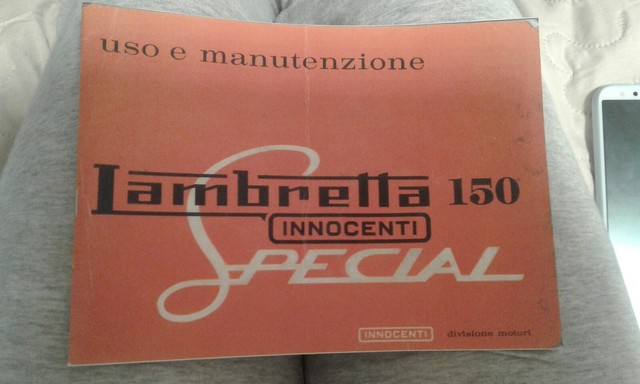 uso e manutenzione
Lambretta 150
INNOCENTI
SPECIAL
INNOCENTI divisione motori